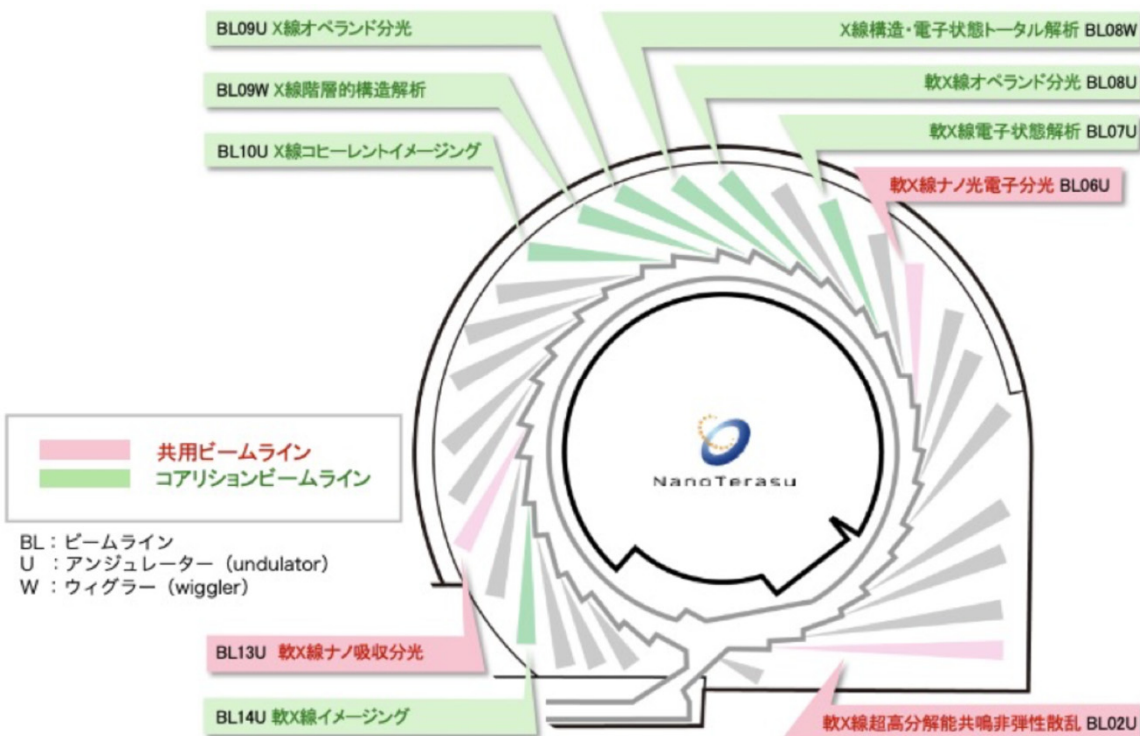 BL09U X線オペランド分光
X線構造・電子状態トータル解析 BL08W
BL09W X線階層的構造解析
軟X線オペランド分光 BL08U
BL10U X線コヒーレントイメージング
軟X線電子状態解析 BL07U
軟X線ナノ光電子分光 BL06U
NanoTerasu
共用ビームライン
コアリションビームライン
BL：ビームライン
U ：アンジュレーター（undulator）
W ：ウィグラー（wiggler）
BL13U 軟X線ナノ吸収分光
BL14U 軟X線イメージング
軟X線超高分解能共鳴非弾性散乱 BL02U